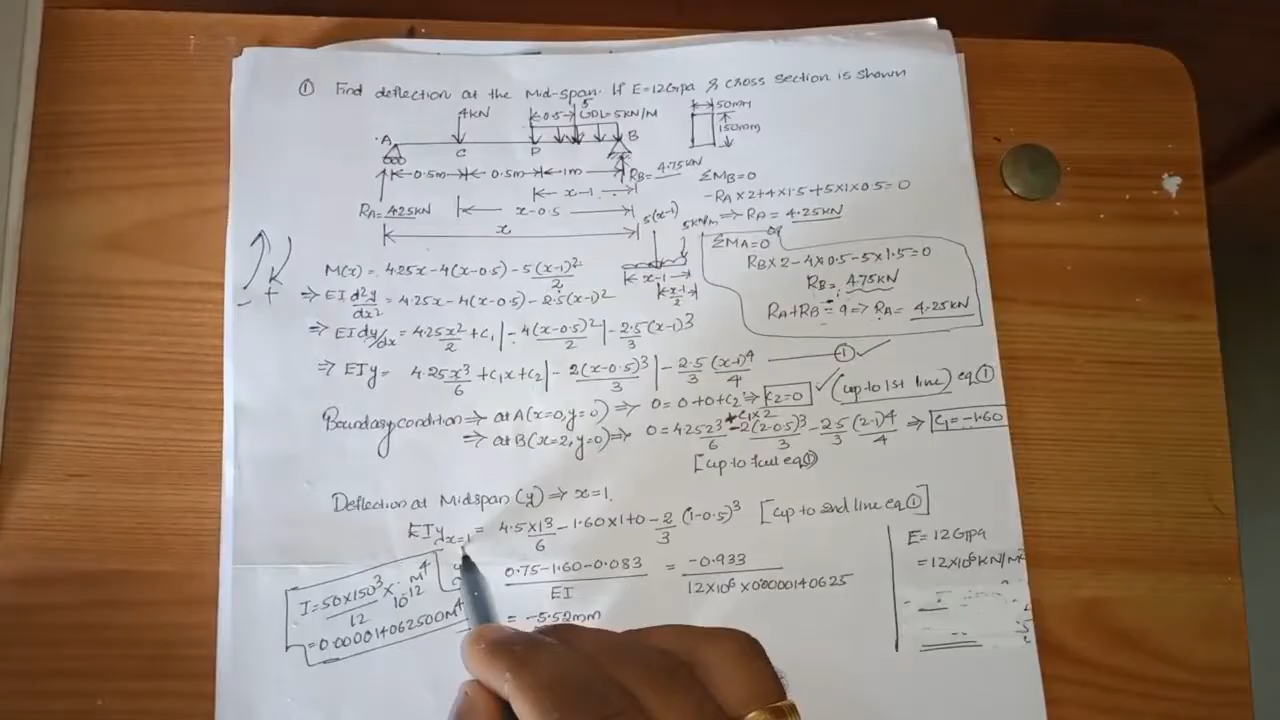 ① Find deflection at the Mid-span. If E=12Gpa & cross section is shown
4kN
0.5
5
UDL=5KN/M
50mm
150mm
A
C
D
B
0.5m
0.5m
1m
RB=4.75KN
x-1
RA=4.25KN
x-0.5
x
ΣMB=0
-RA×2+4×1.5+5×1×0.5=0
⇒ RA= 4.25KN
or
5(x-1)
5kN/m
x-1
x-1/2
ΣMA=0
RB×2-4×0.5-5×1.5=0
RB= 4.75KN
RA+RB=9 ⇒ RA= 4.25KN
- +
M(x) = 4.25x-4(x-0.5)-5(x-1)²/2
⇒ EI d²y/dx² = 4.25x-4(x-0.5)-2.5(x-1)²
⇒ EI dy/dx = 4.25x²/2+C₁|-4(x-0.5)²/2|-2.5/3(x-1)³
⇒ EIy= 4.25x³/6+C₁x+C₂|-2(x-0.5)³/3|-2.5/3 (x-1)⁴/4 ①
Boundary condition → at A(x=0,y=0) ⇒ 0=0+0+C₂ ⇒ C₂=0 (up to 1st line) eq①
⇒ at B(x=2,y=0) ⇒ 0=4.25 2³/6 +C₁×2 -2(2-0.5)³/3-2.5/3 (2-1)⁴/4 ⇒ C₁=-1.60
[up to full eq①
Deflection at Midspan (y) ⇒ x=1.
EIy x=1 = 4.5×1³/6-1.60×1+0-2/3 (1-0.5)³ [up to 2nd line eq①]
0.75-1.60-0.083/EI = -0.933/12×10⁶×0.0000140625
= -5.52mm
I=50×150³/12 × 10⁻¹² M⁴
=0.000014062500M⁴
E=12Gpa
=12×10⁶KN/M²